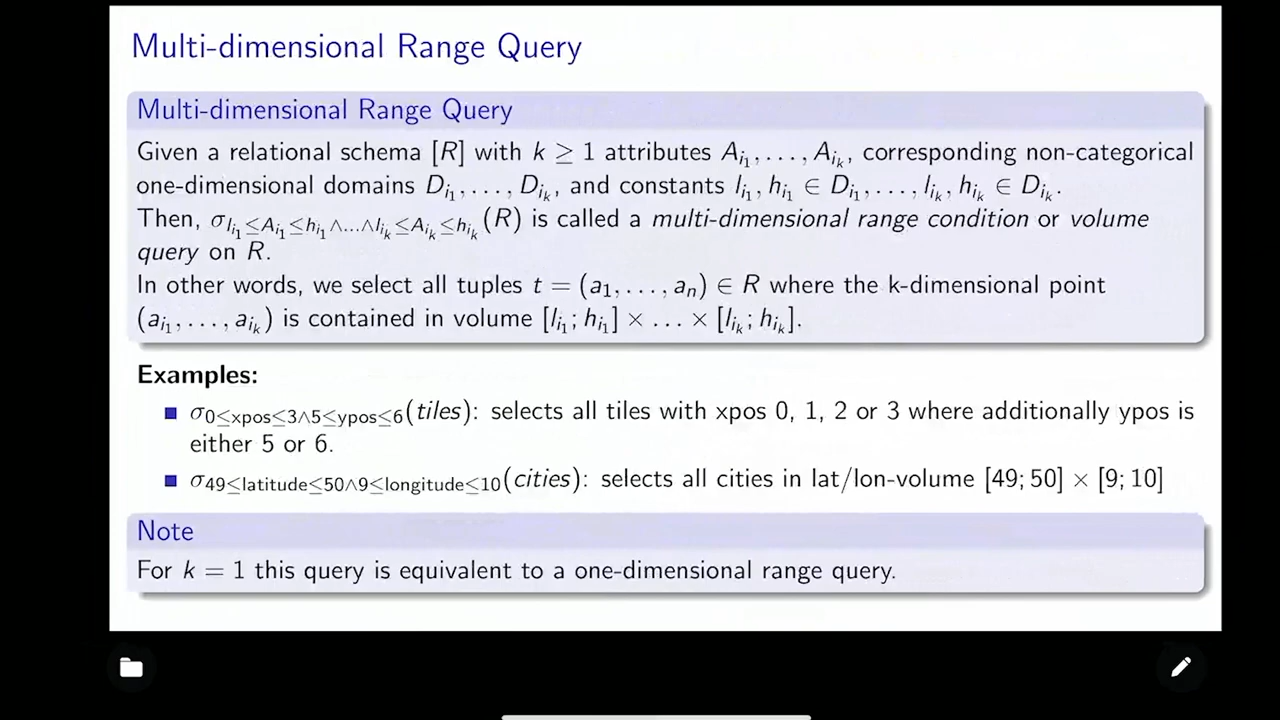 Multi-dimensional Range Query
Multi-dimensional Range Query
Given a relational schema [R] with k ≥ 1 attributes A_{i_1}, . . . , A_{i_k}, corresponding non-categorical
one-dimensional domains D_{i_1}, . . . , D_{i_k}, and constants l_{i_1}, h_{i_1} ∈ D_{i_1}, . . . , l_{i_k}, h_{i_k} ∈ D_{i_k}.
Then, σ_{l_{i_1}≤A_{i_1}≤h_{i_1}∧...∧l_{i_k}≤A_{i_k}≤h_{i_k}}(R) is called a multi-dimensional range condition or volume
query on R.
In other words, we select all tuples t = (a_1, . . . , a_n) ∈ R where the k-dimensional point
(a_{i_1}, . . . , a_{i_k}) is contained in volume [l_{i_1}; h_{i_1}] × . . . × [l_{i_k}; h_{i_k}].
Examples:
■ σ_{0≤xpos≤3∧5≤ypos≤6}(tiles): selects all tiles with xpos 0, 1, 2 or 3 where additionally ypos is
either 5 or 6.
■ σ_{49≤latitude≤50∧9≤longitude≤10}(cities): selects all cities in lat/lon-volume [49; 50] × [9; 10]
Note
For k = 1 this query is equivalent to a one-dimensional range query.